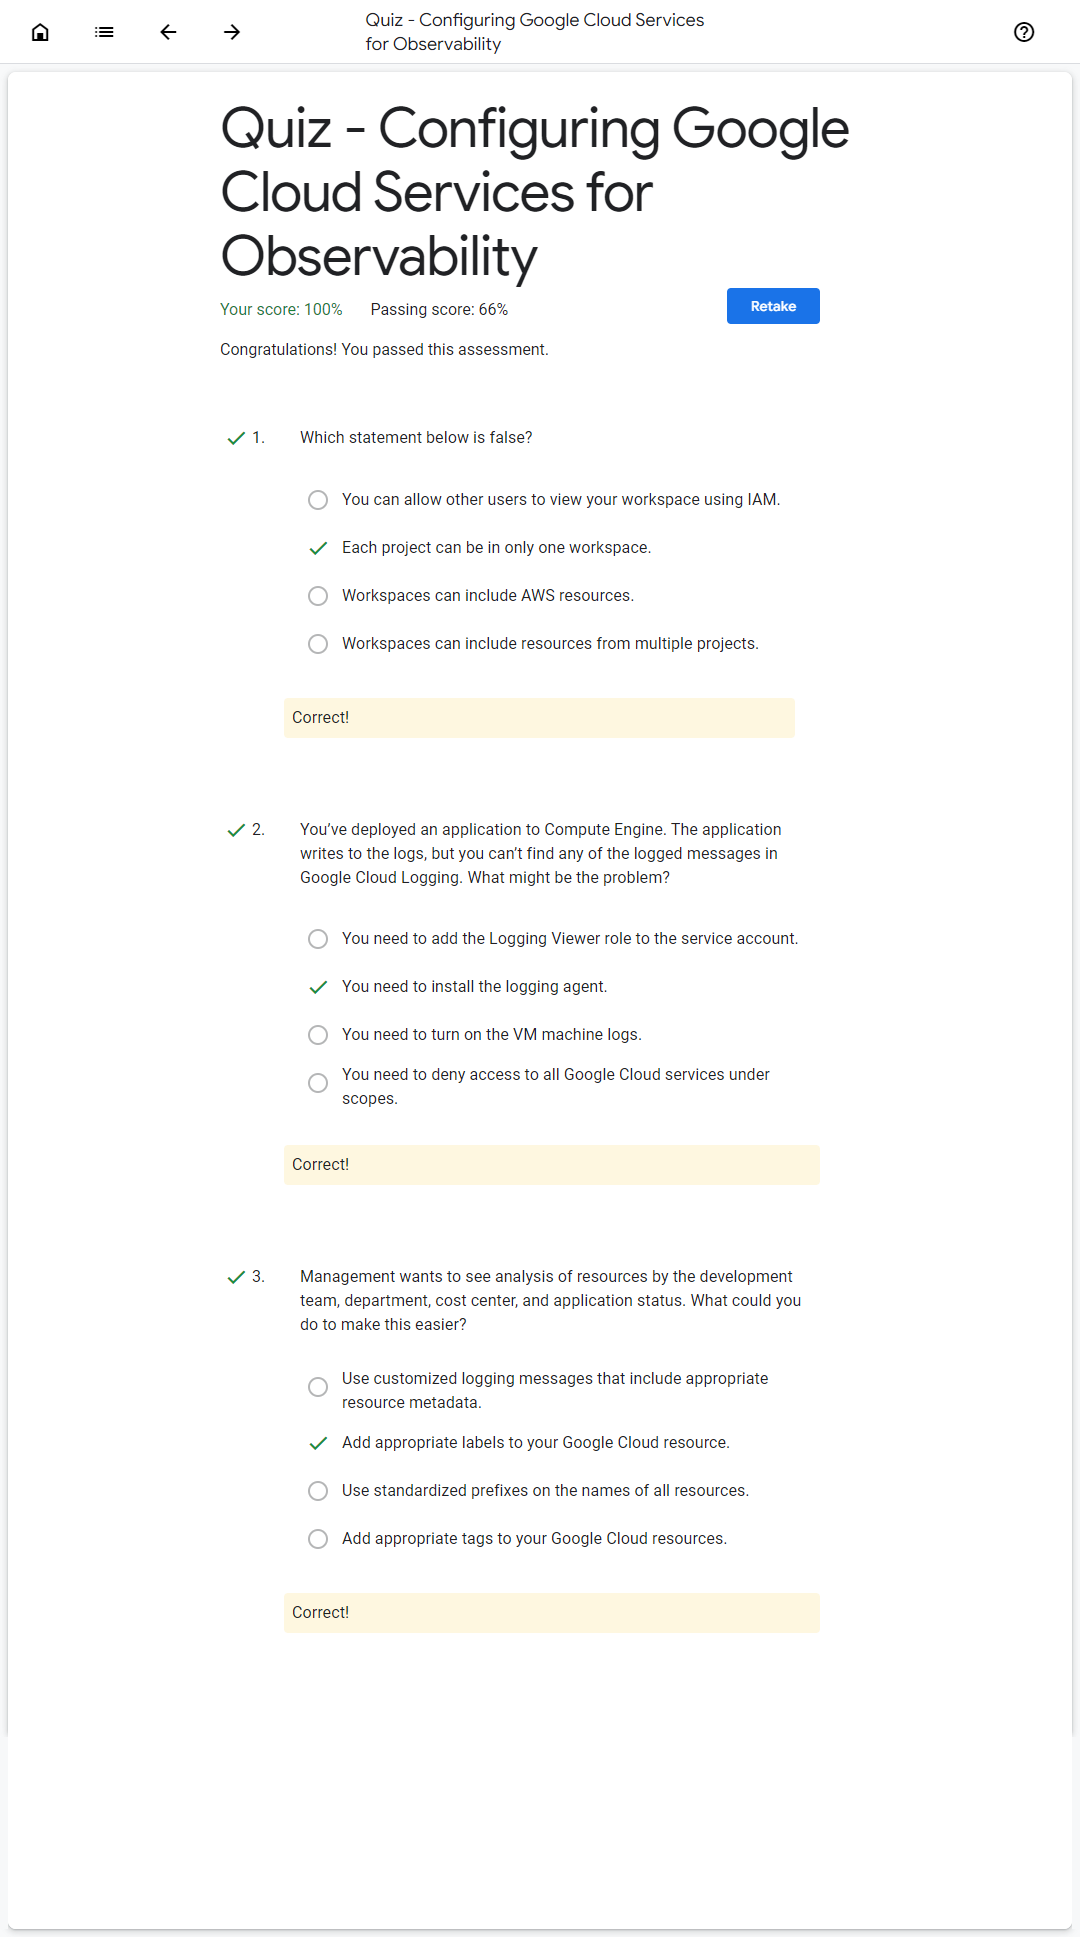 Quiz - Configuring Google Cloud Services
for Observability
Quiz - Configuring Google
Cloud Services for
Observability
Your score: 100% Passing score: 66% Retake
Congratulations! You passed this assessment.
1. Which statement below is false?
You can allow other users to view your workspace using IAM.
Each project can be in only one workspace.
Workspaces can include AWS resources.
Workspaces can include resources from multiple projects.
Correct!
2. You’ve deployed an application to Compute Engine. The application
writes to the logs, but you can’t find any of the logged messages in
Google Cloud Logging. What might be the problem?
You need to add the Logging Viewer role to the service account.
You need to install the logging agent.
You need to turn on the VM machine logs.
You need to deny access to all Google Cloud services under
scopes.
Correct!
3. Management wants to see analysis of resources by the development
team, department, cost center, and application status. What could you
do to make this easier?
Use customized logging messages that include appropriate
resource metadata.
Add appropriate labels to your Google Cloud resource.
Use standardized prefixes on the names of all resources.
Add appropriate tags to your Google Cloud resources.
Correct!